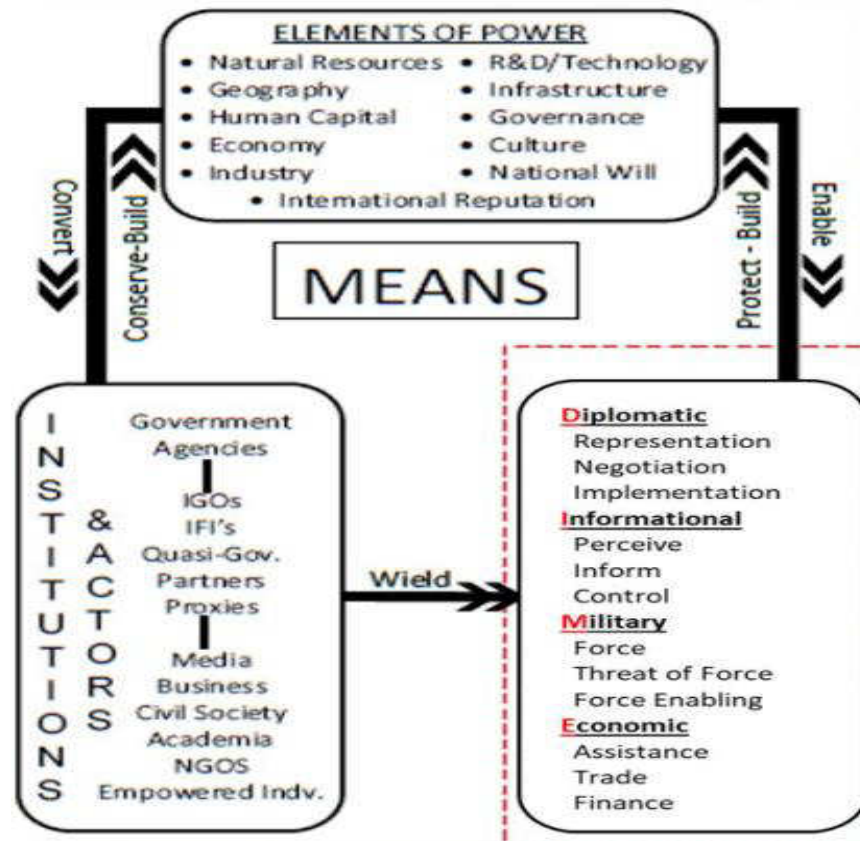 ELEMENTS OF POWER
• Natural Resources • R&D/Technology
• Geography • Infrastructure
• Human Capital • Governance
• Economy • Culture
• Industry • National Will
• International Reputation
Convert
Conserve-Build
MEANS
Protect - Build
Enable
INSTITUTIONS
&ACTORS
Government
Agencies
IGOs
IFI's
Quasi-Gov.
Partners
Proxies
Media
Business
Civil Society
Academia
NGOS
Empowered Indv.
Wield
Diplomatic
Representation
Negotiation
Implementation
Informational
Perceive
Inform
Control
Military
Force
Threat of Force
Force Enabling
Economic
Assistance
Trade
Finance